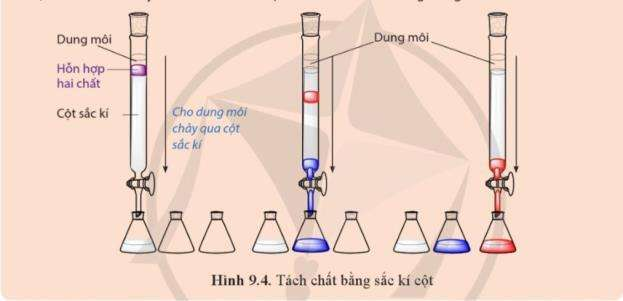 Dung môi
Hỗn hợp
hai chất
Cột sắc kí
Cho dung môi
chảy qua cột
sắc kí
Dung môi
Hình 9.4. Tách chất bằng sắc kí cột